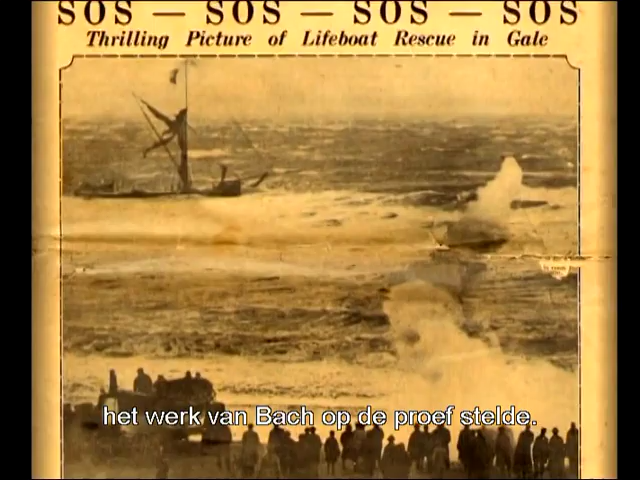 SOS — SOS — SOS — SOS
Thrilling Picture of Lifeboat Rescue in Gale
het werk van Bach op de proef stelde.